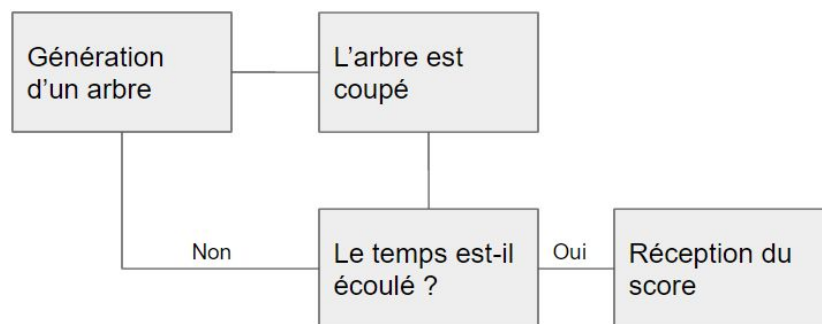 Génération
d'un arbre
L'arbre est
coupé
Non
Le temps est-il
écoulé ?
Oui
Réception du
score